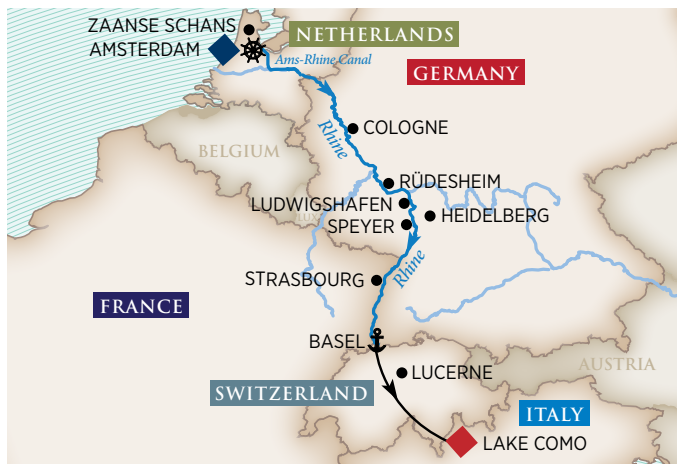 ZAANSE SCHANS
NETHERLANDS
AMSTERDAM
Ams-Rhine Canal
GERMANY
Rhine
COLOGNE
BELGIUM
RÜDESHEIM
LUDWIGSHAFEN
LUX
HEIDELBERG
SPEYER
Rhine
STRASBOURG
FRANCE
BASEL
AUSTRIA
LUCERNE
SWITZERLAND
ITALY
LAKE COMO